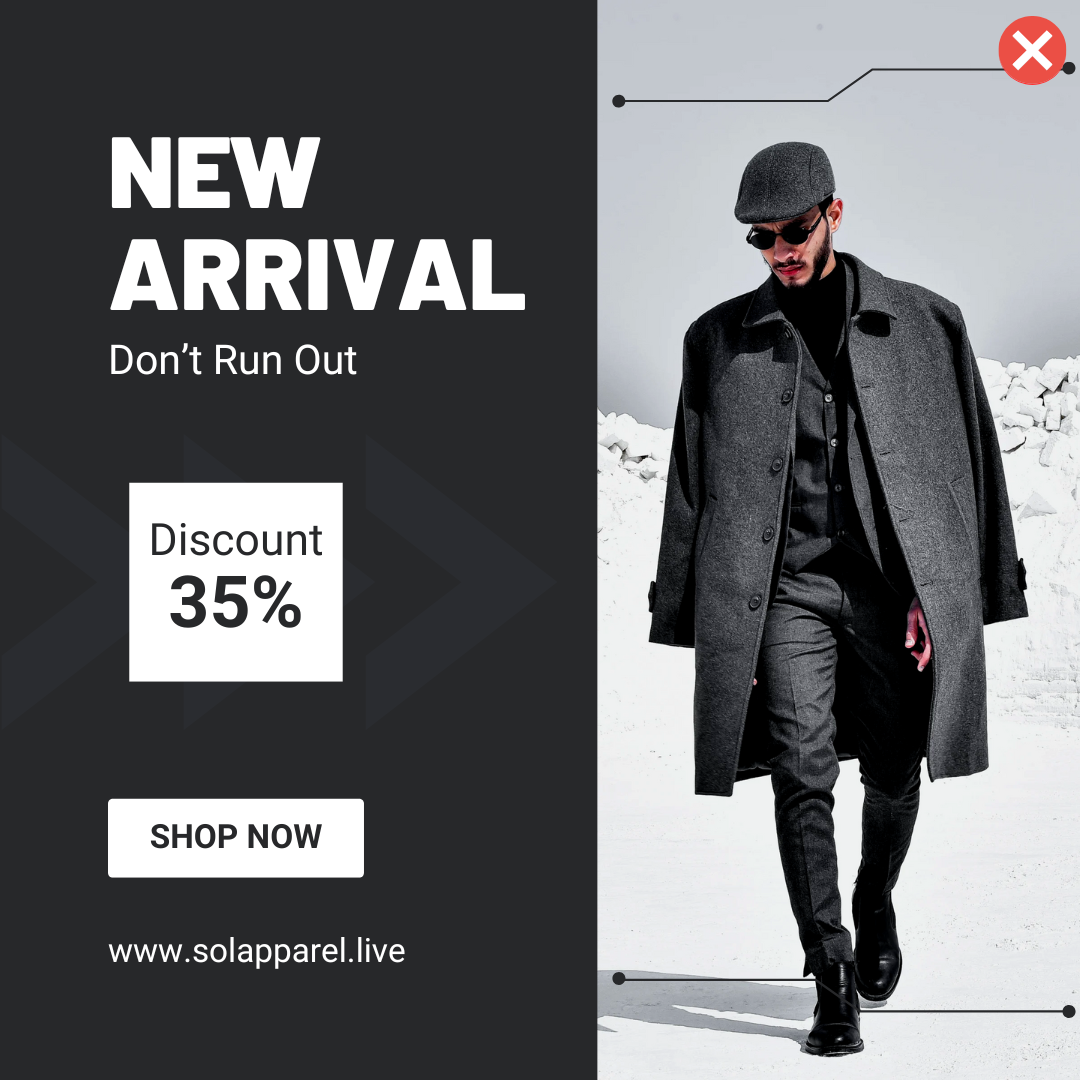 NEW
ARRIVAL
Don’t Run Out
Discount
35%
SHOP NOW
www.solapparel.live